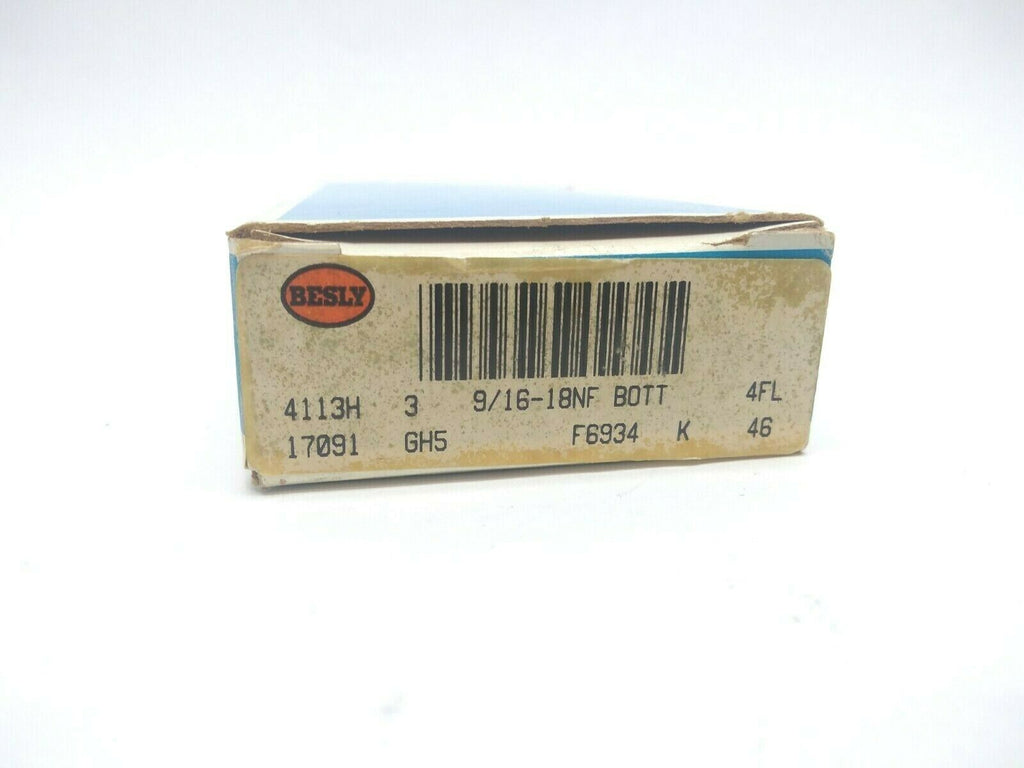 BESLY
4113H 3 9/16-18NF BOTT 4FL
17091 GH5 F6934 K 46